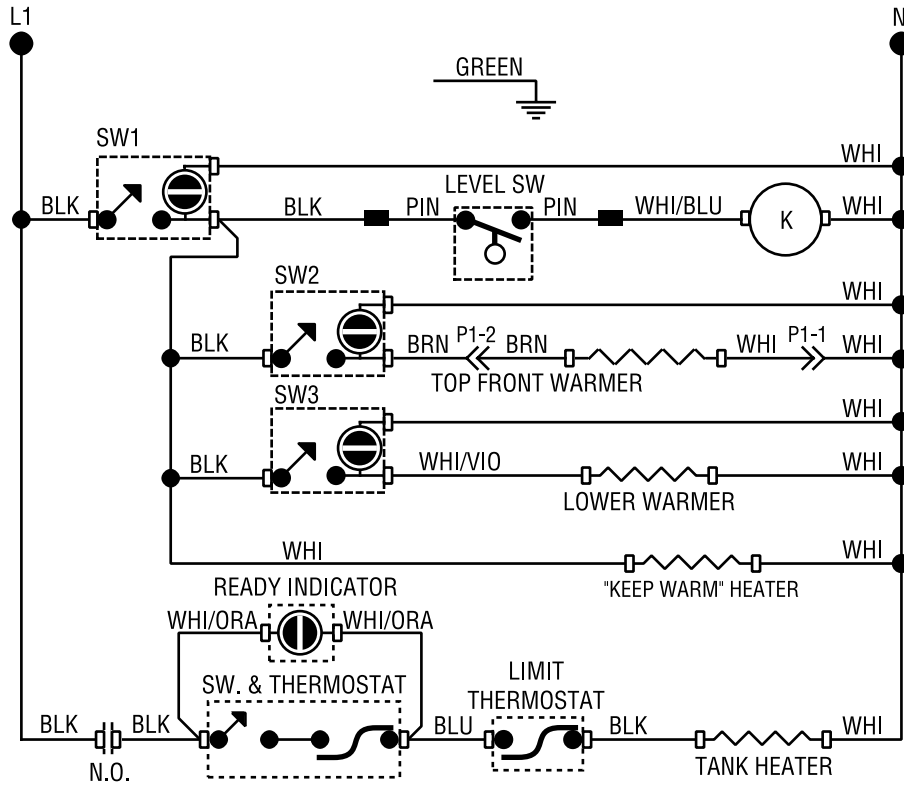 L1 N
GREEN
SW1
WHI
LEVEL SW
BLK BLK PIN PIN WHI/BLU K WHI
SW2
WHI
BLK BRN P1-2 BRN WHI P1-1 WHI
TOP FRONT WARMER
SW3
WHI
BLK WHI/VIO WHI
LOWER WARMER
WHI WHI
"KEEP WARM" HEATER
READY INDICATOR
WHI/ORA WHI/ORA
SW. & THERMOSTAT
LIMIT
THERMOSTAT
BLK BLK BLU BLK WHI
N.O.
TANK HEATER